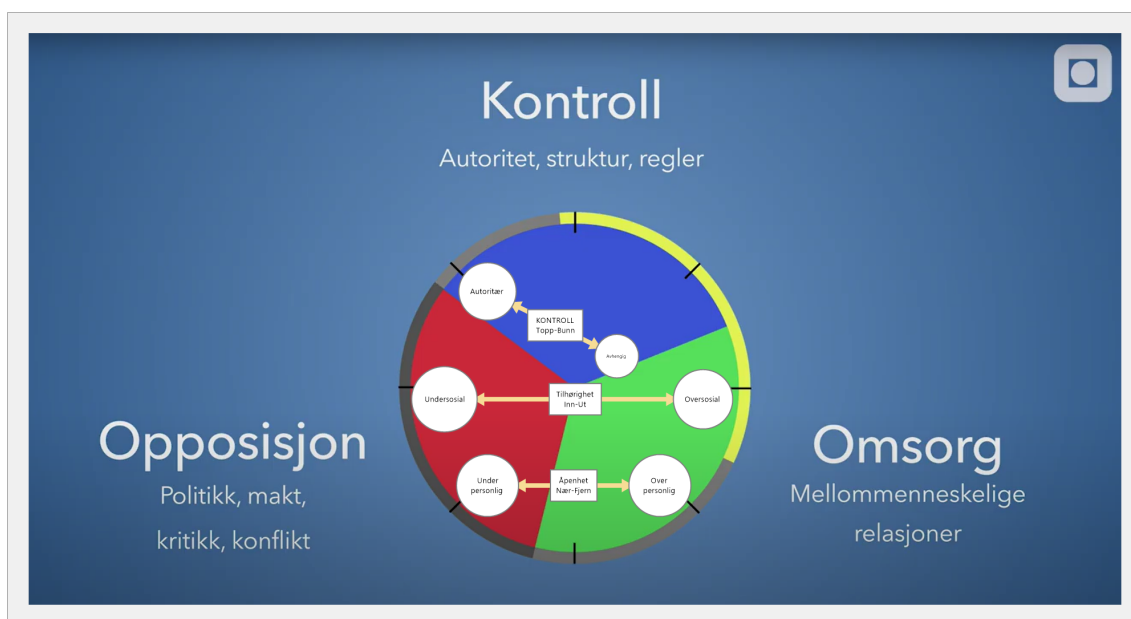 Kontroll
Autoritet, struktur, regler
Autoritær
KONTROLL
Topp-Bunn
Avhengig
Undersosial
Tilhørighet
Inn-Ut
Oversosial
Opposisjon
Politikk, makt,
kritikk, konflikt
Under
personlig
Åpenhet
Nær-Fjern
Over
personlig
Omsorg
Mellommenneskelige
relasjoner